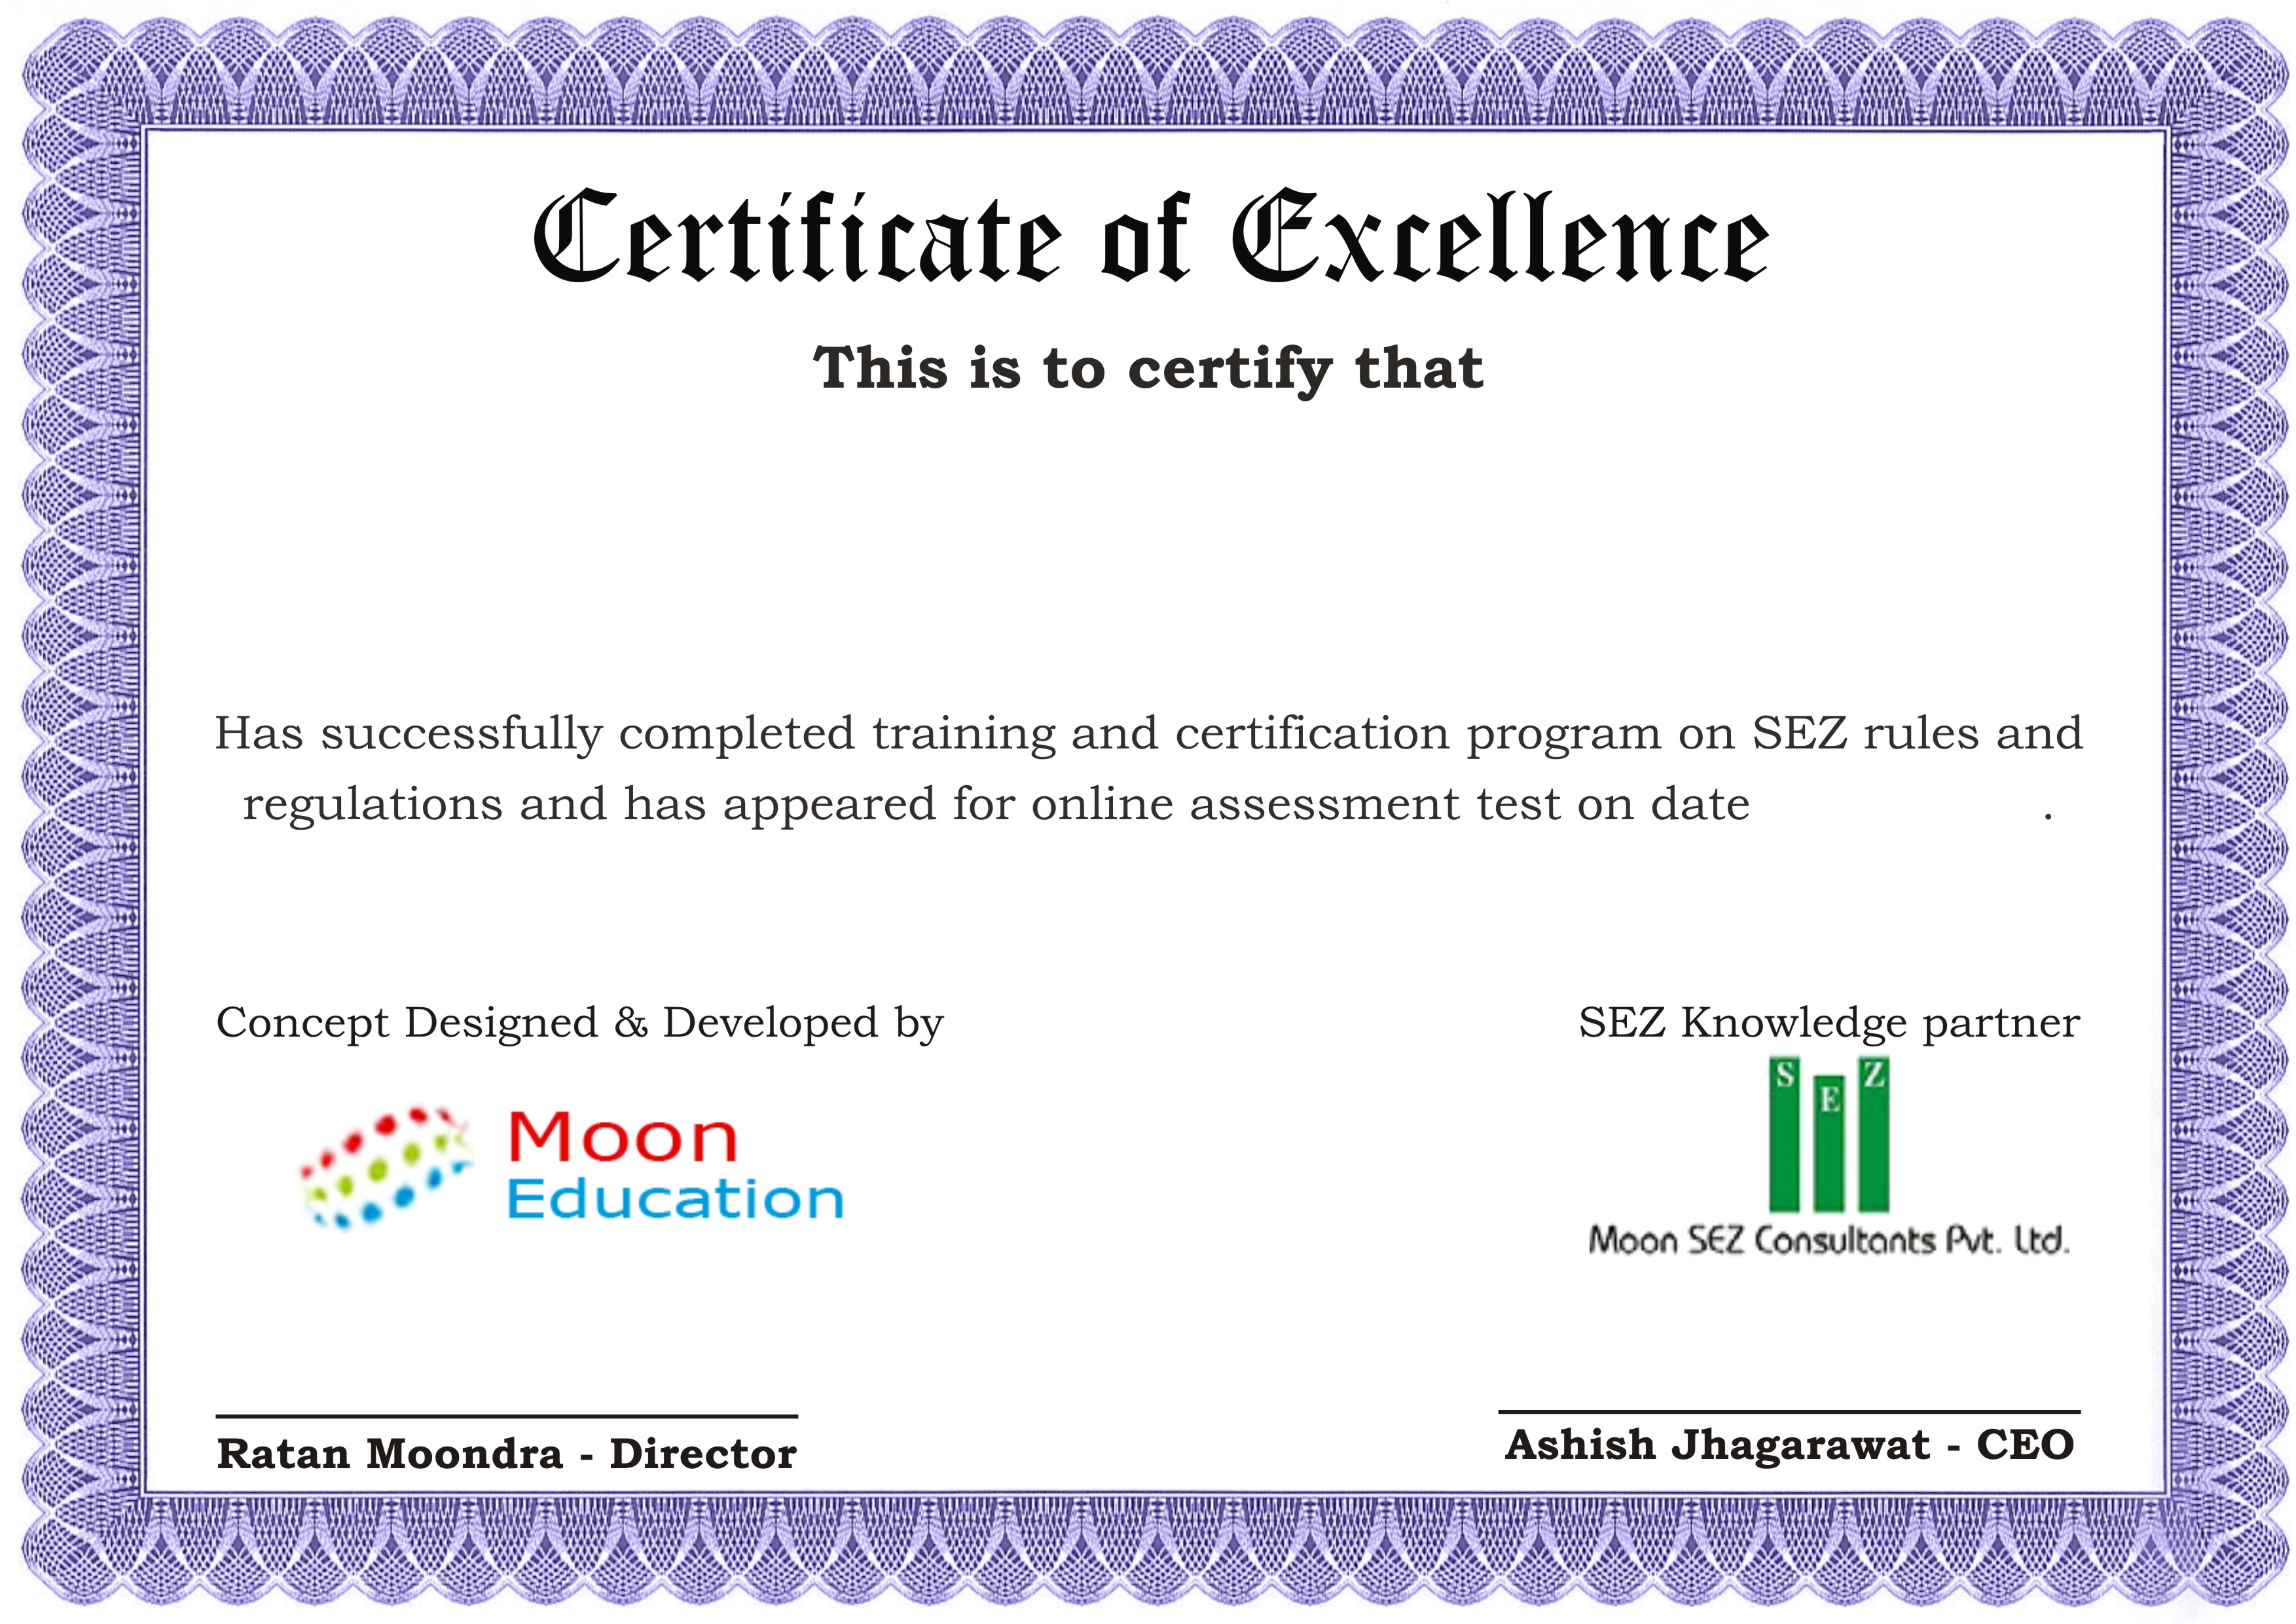 Certificate of Excellence
This is to certify that
Has successfully completed training and certification program on SEZ rules and
regulations and has appeared for online assessment test on date .
Concept Designed & Developed by
Moon
Education
SEZ Knowledge partner
S E Z
Moon SEZ Consultants Pvt. Ltd.
Ratan Moondra - Director
Ashish Jhagarawat - CEO